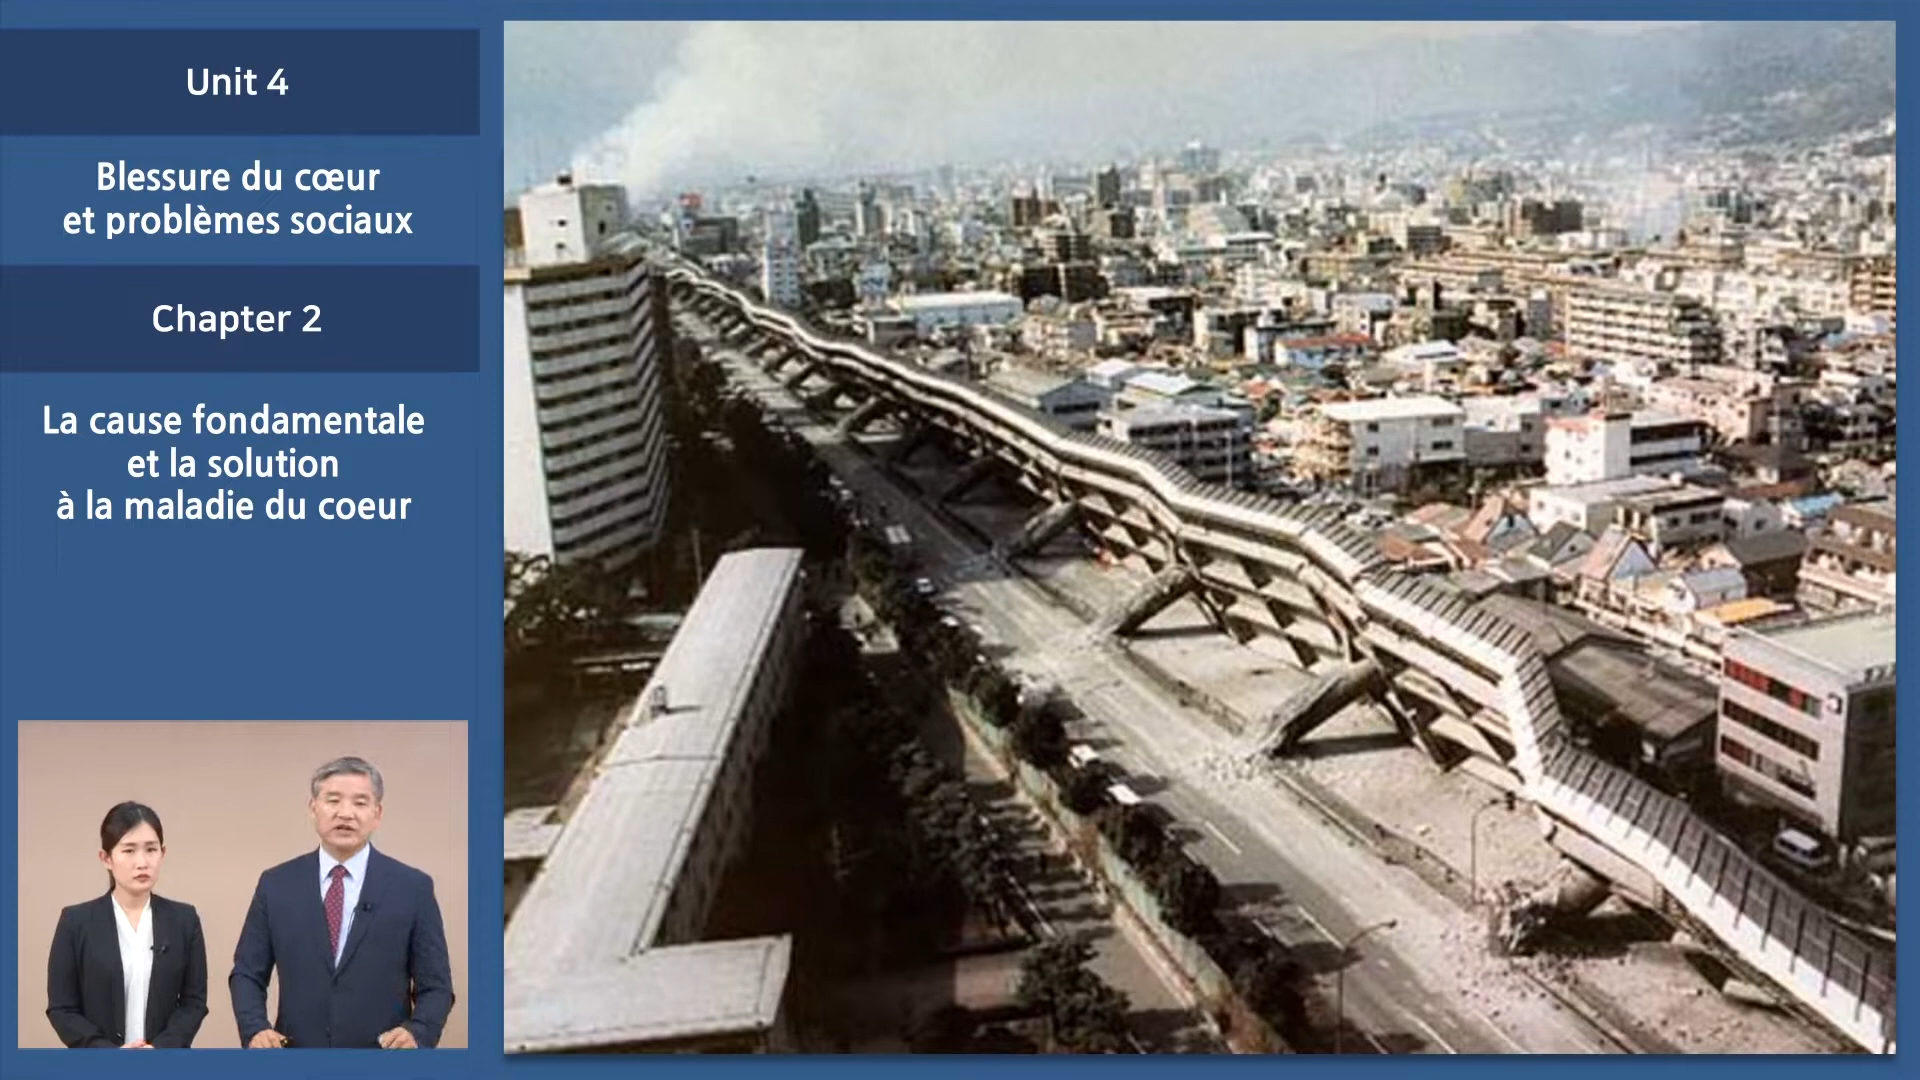 Unit 4
Blessure du cœur
et problèmes sociaux
Chapter 2
La cause fondamentale
et la solution
à la maladie du coeur